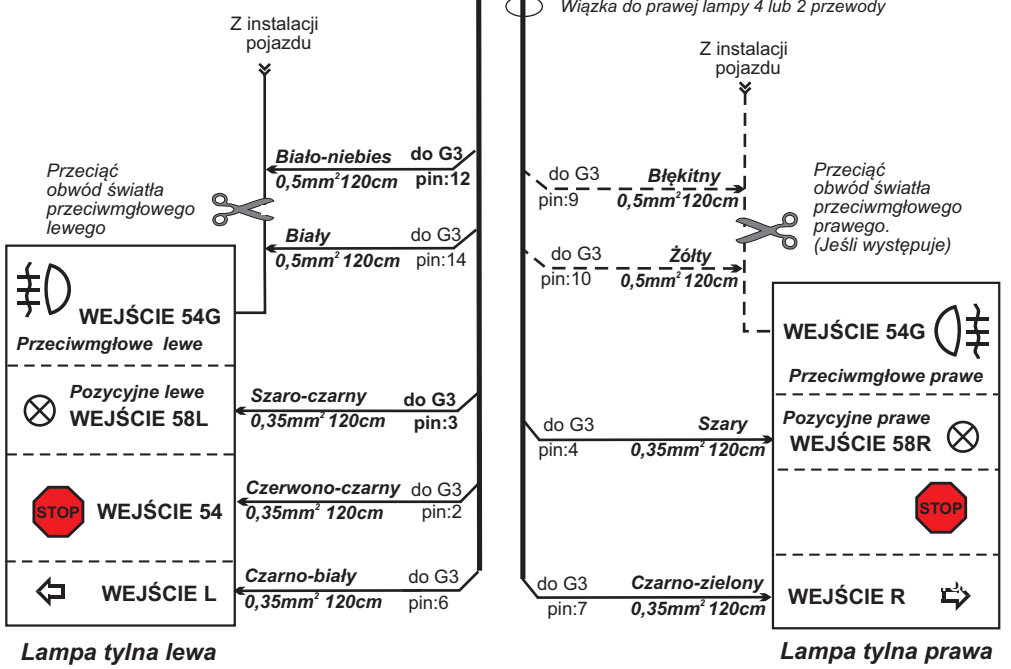 Wiązka do prawej lampy 4 lub 2 przewody
Z instalacji
pojazdu
Z instalacji
pojazdu
Przeciąć
obwód światła
przeciwmgłowego
lewego
Biało-niebies do G3
0,5mm² 120cm pin:12
Biały do G3
0,5mm² 120cm pin:14
WEJŚCIE 54G
Przeciwmgłowe lewe
Pozycyjne lewe
WEJŚCIE 58L
Szaro-czarny do G3
0,35mm² 120cm pin:3
STOP WEJŚCIE 54
Czerwono-czarny do G3
0,35mm² 120cm pin:2
WEJŚCIE L
Czarno-biały do G3
0,35mm² 120cm pin:6
Lampa tylna lewa
do G3 Błękitny
pin:9 0,5mm² 120cm
do G3 Żółty
pin:10 0,5mm² 120cm
Przeciąć
obwód światła
przeciwmgłowego
prawego.
(Jeśli występuje)
WEJŚCIE 54G
Przeciwmgłowe prawe
do G3 Szary
pin:4 0,35mm² 120cm
Pozycyjne prawe
WEJŚCIE 58R
STOP
do G3 Czarno-zielony
pin:7 0,35mm² 120cm
WEJŚCIE R
Lampa tylna prawa